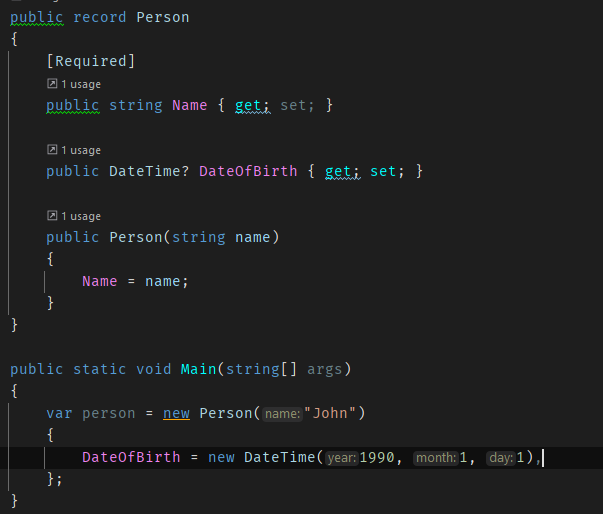 public record Person
{
[Required]
1 usage
public string Name { get; set; }
1 usage
public DateTime? DateOfBirth { get; set; }
1 usage
public Person(string name)
{
Name = name;
}
}
public static void Main(string[] args)
{
var person = new Person( name: "John")
{
DateOfBirth = new DateTime( year: 1990, month: 1, day: 1),
};
}